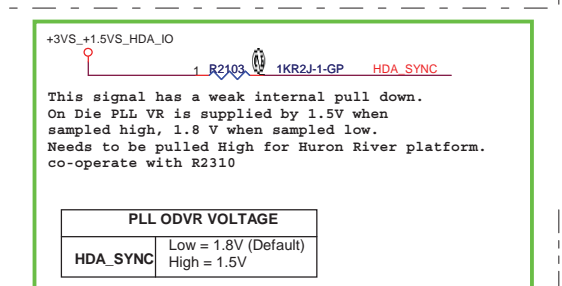 +3VS_+1.5VS_HDA_IO
1 R2103 1KR2J-1-GP HDA_SYNC
This signal has a weak internal pull down.
On Die PLL VR is supplied by 1.5V when
sampled high, 1.8 V when sampled low.
Needs to be pulled High for Huron River platform.
co-operate with R2310
PLL ODVR VOLTAGE
HDA_SYNC
Low = 1.8V (Default)
High = 1.5V